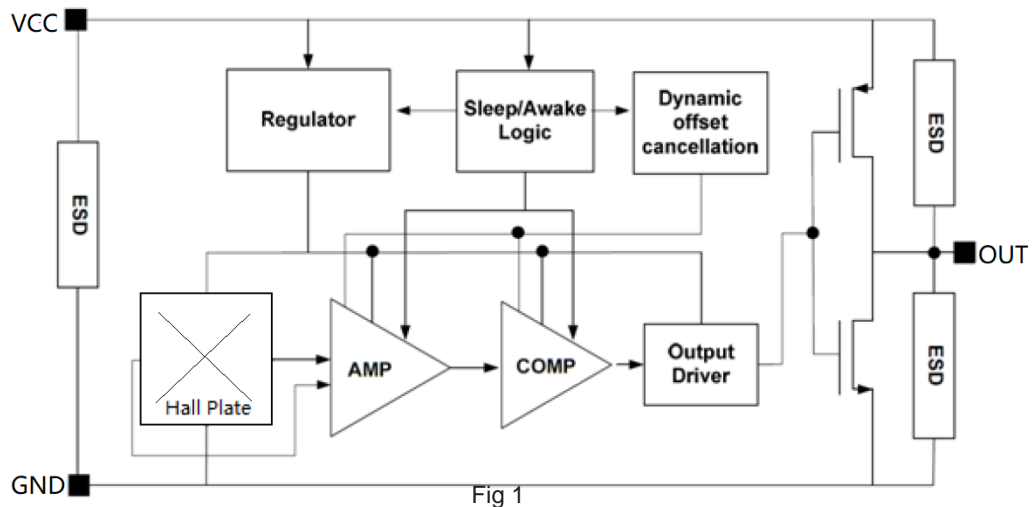 VCC
Regulator
Sleep/Awake
Logic
Dynamic
offset
cancellation
ESD
ESD
OUT
Hall Plate
AMP
COMP
Output
Driver
ESD
GND
Fig 1